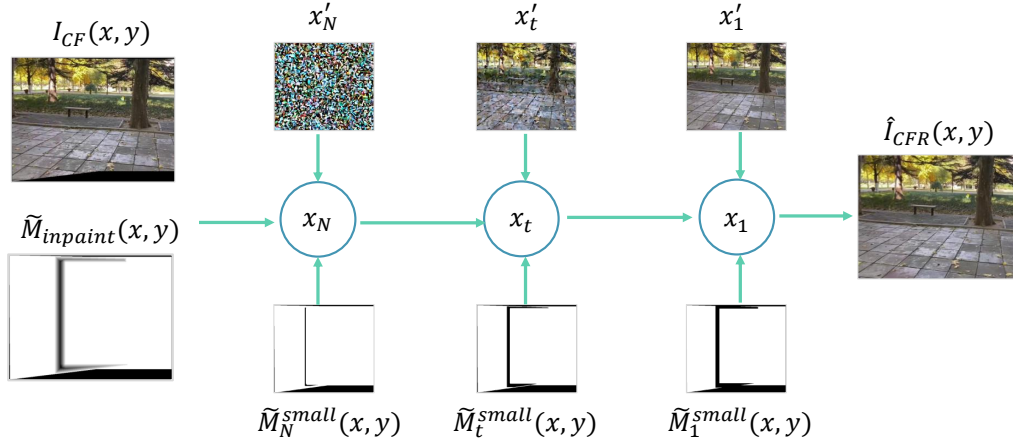 I_{CF}(x, y)
x'_N
x'_t
x'_1
Î_{CFR}(x, y)
M̃_{inpaint}(x, y)
x_N
x_t
x_1
M̃_N^{small}(x, y)
M̃_t^{small}(x, y)
M̃_1^{small}(x, y)